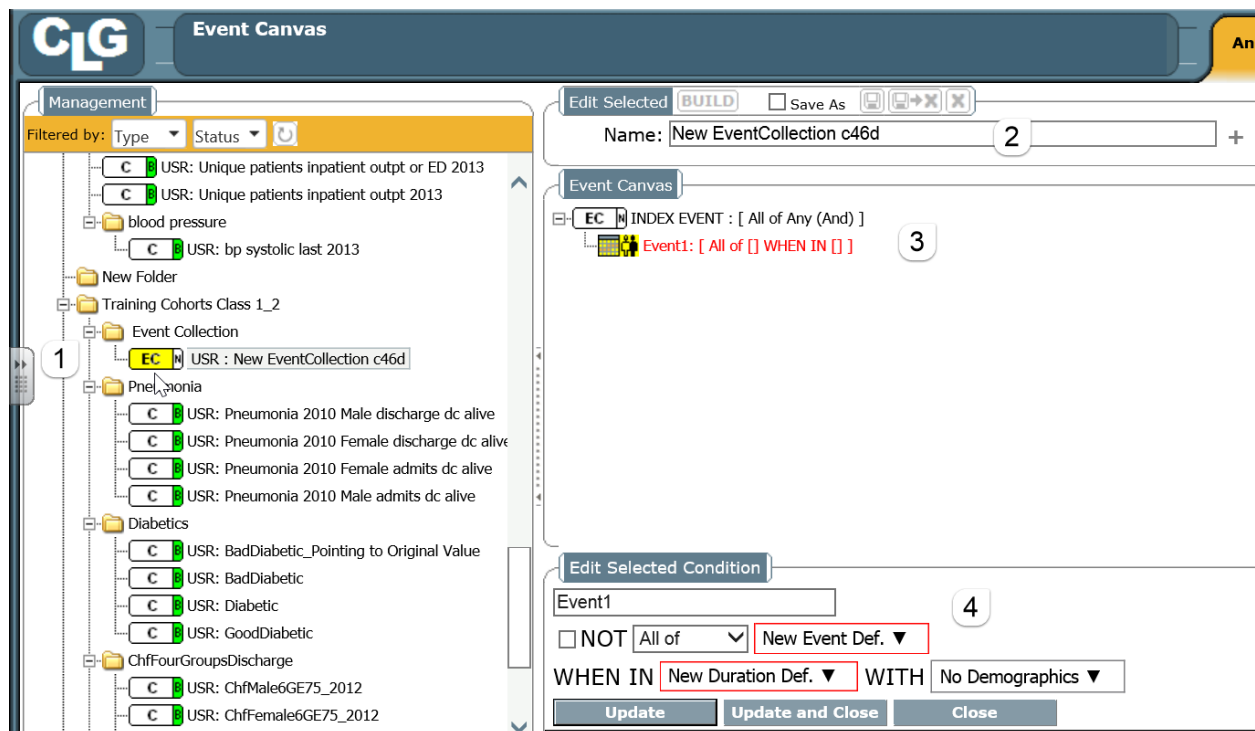 CLG
Event Canvas
An
Management
Filtered by: Type Status
C B USR: Unique patients inpatient outpt or ED 2013
C B USR: Unique patients inpatient outpt 2013
blood pressure
C B USR: bp systolic last 2013
New Folder
Training Cohorts Class 1_2
Event Collection
1
EC N USR : New EventCollection c46d
Pneumonia
C B USR: Pneumonia 2010 Male discharge dc alive
C B USR: Pneumonia 2010 Female discharge dc alive
C B USR: Pneumonia 2010 Female admits dc alive
C B USR: Pneumonia 2010 Male admits dc alive
Diabetics
C B USR: BadDiabetic_Pointing to Original Value
C B USR: BadDiabetic
C B USR: Diabetic
C B USR: GoodDiabetic
ChfFourGroupsDischarge
C B USR: ChfMale6GE75_2012
C B USR: ChfFemale6GE75_2012
Edit Selected BUILD Save As
Name: New EventCollection c46d 2 +
Event Canvas
EC N INDEX EVENT : [ All of Any (And) ]
Event1: [ All of [] WHEN IN [] ] 3
Edit Selected Condition
Event1 4
NOT All of New Event Def. ▼
WHEN IN New Duration Def. ▼ WITH No Demographics ▼
Update Update and Close Close